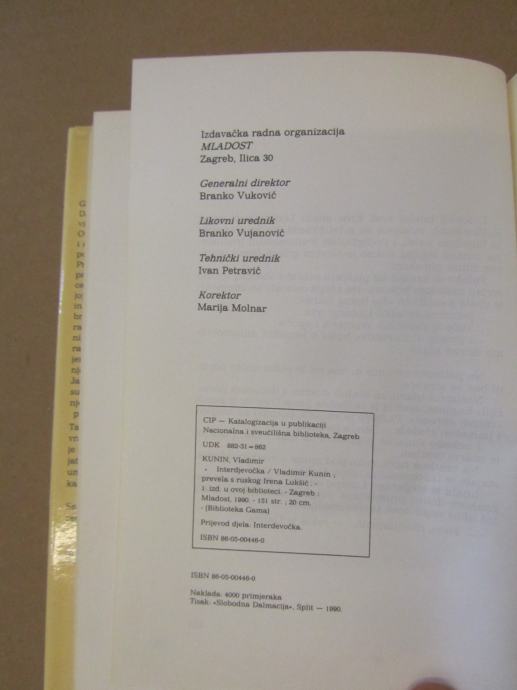 Izdavačka radna organizacija
MLADOST
Zagreb, Ilica 30
Generalni direktor
Branko Vuković
Likovni urednik
Branko Vujanović
Tehnički urednik
Ivan Petravić
Korektor
Marija Molnar
CIP — Katalogizacija u publikaciji
Nacionalna i sveučilišna biblioteka, Zagreb
UDK 882-31=862
KUNIN, Vladimir
Interdjevočka / Vladimir Kunin ;
prevela s ruskog Irena Lukšić. -
1. izd. u ovoj biblioteci. - Zagreb :
Mladost, 1990. - 151 str. ; 20 cm.
- (Biblioteka Gama)
Prijevod djela: Interdevočka.
ISBN 86-05-00446-0
ISBN 86-05-00446-0
Naklada: 4000 primjeraka
Tisak: «Slobodna Dalmacija», Split — 1990.